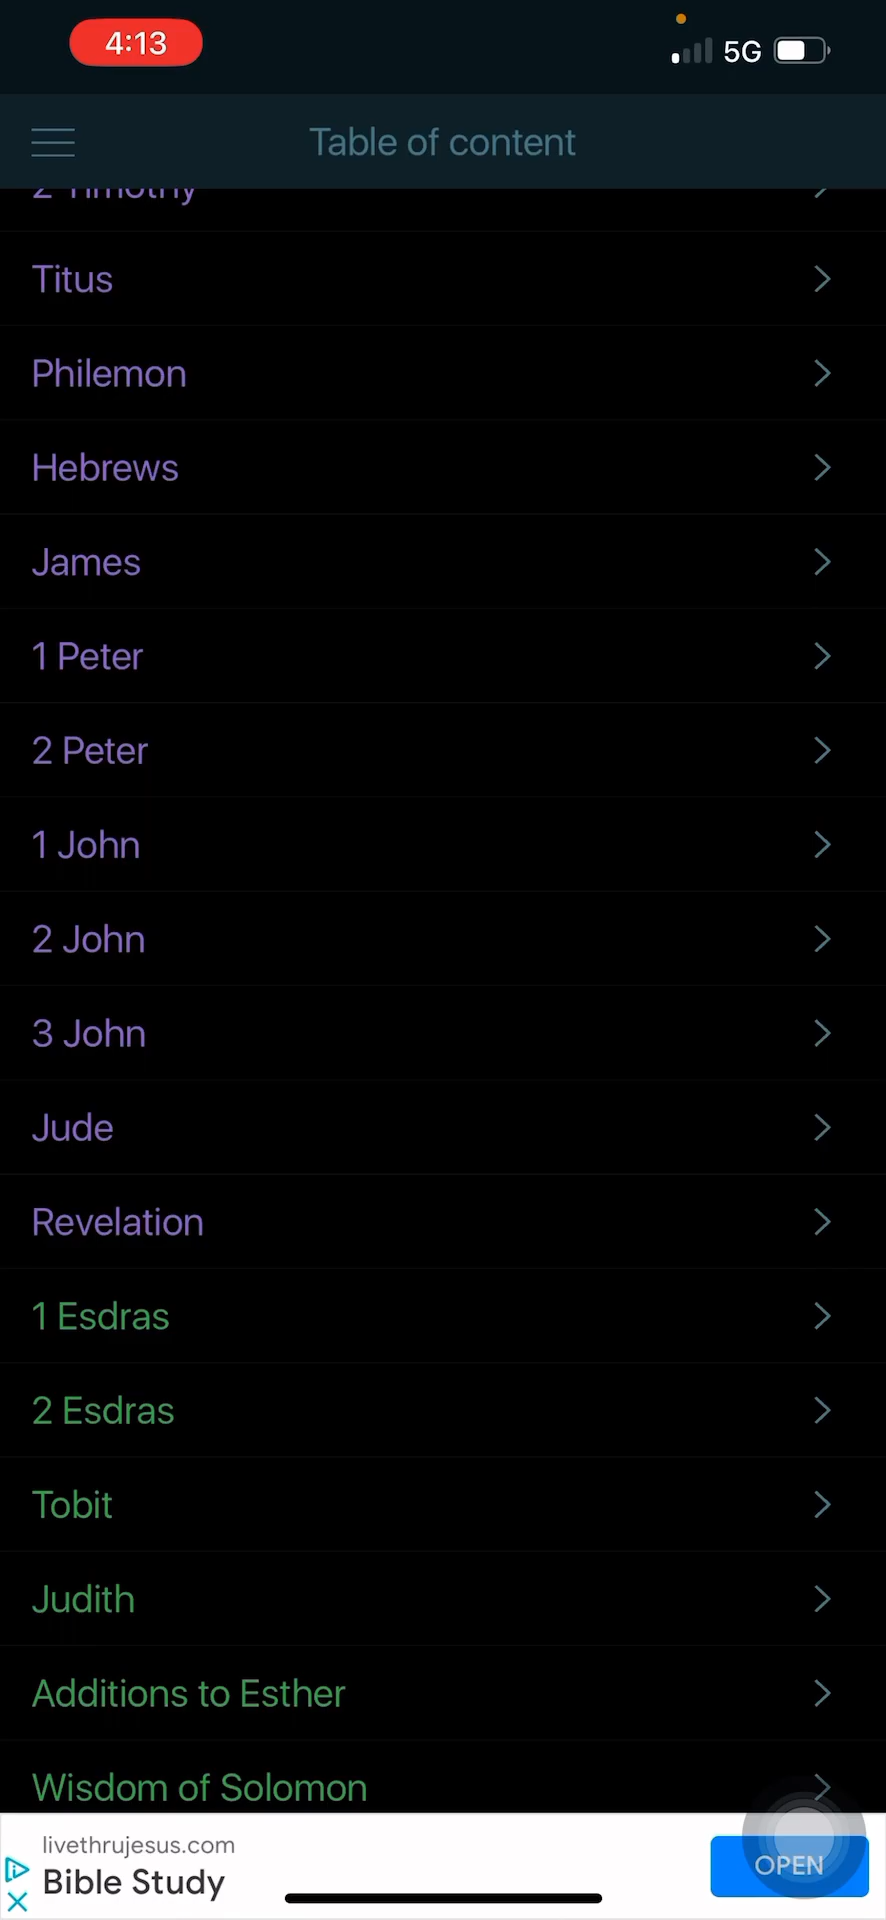 4:13
5G
Table of content
2 Timothy
Titus
Philemon
Hebrews
James
1 Peter
2 Peter
1 John
2 John
3 John
Jude
Revelation
1 Esdras
2 Esdras
Tobit
Judith
Additions to Esther
Wisdom of Solomon
livethrujesus.com
Bible Study
OPEN